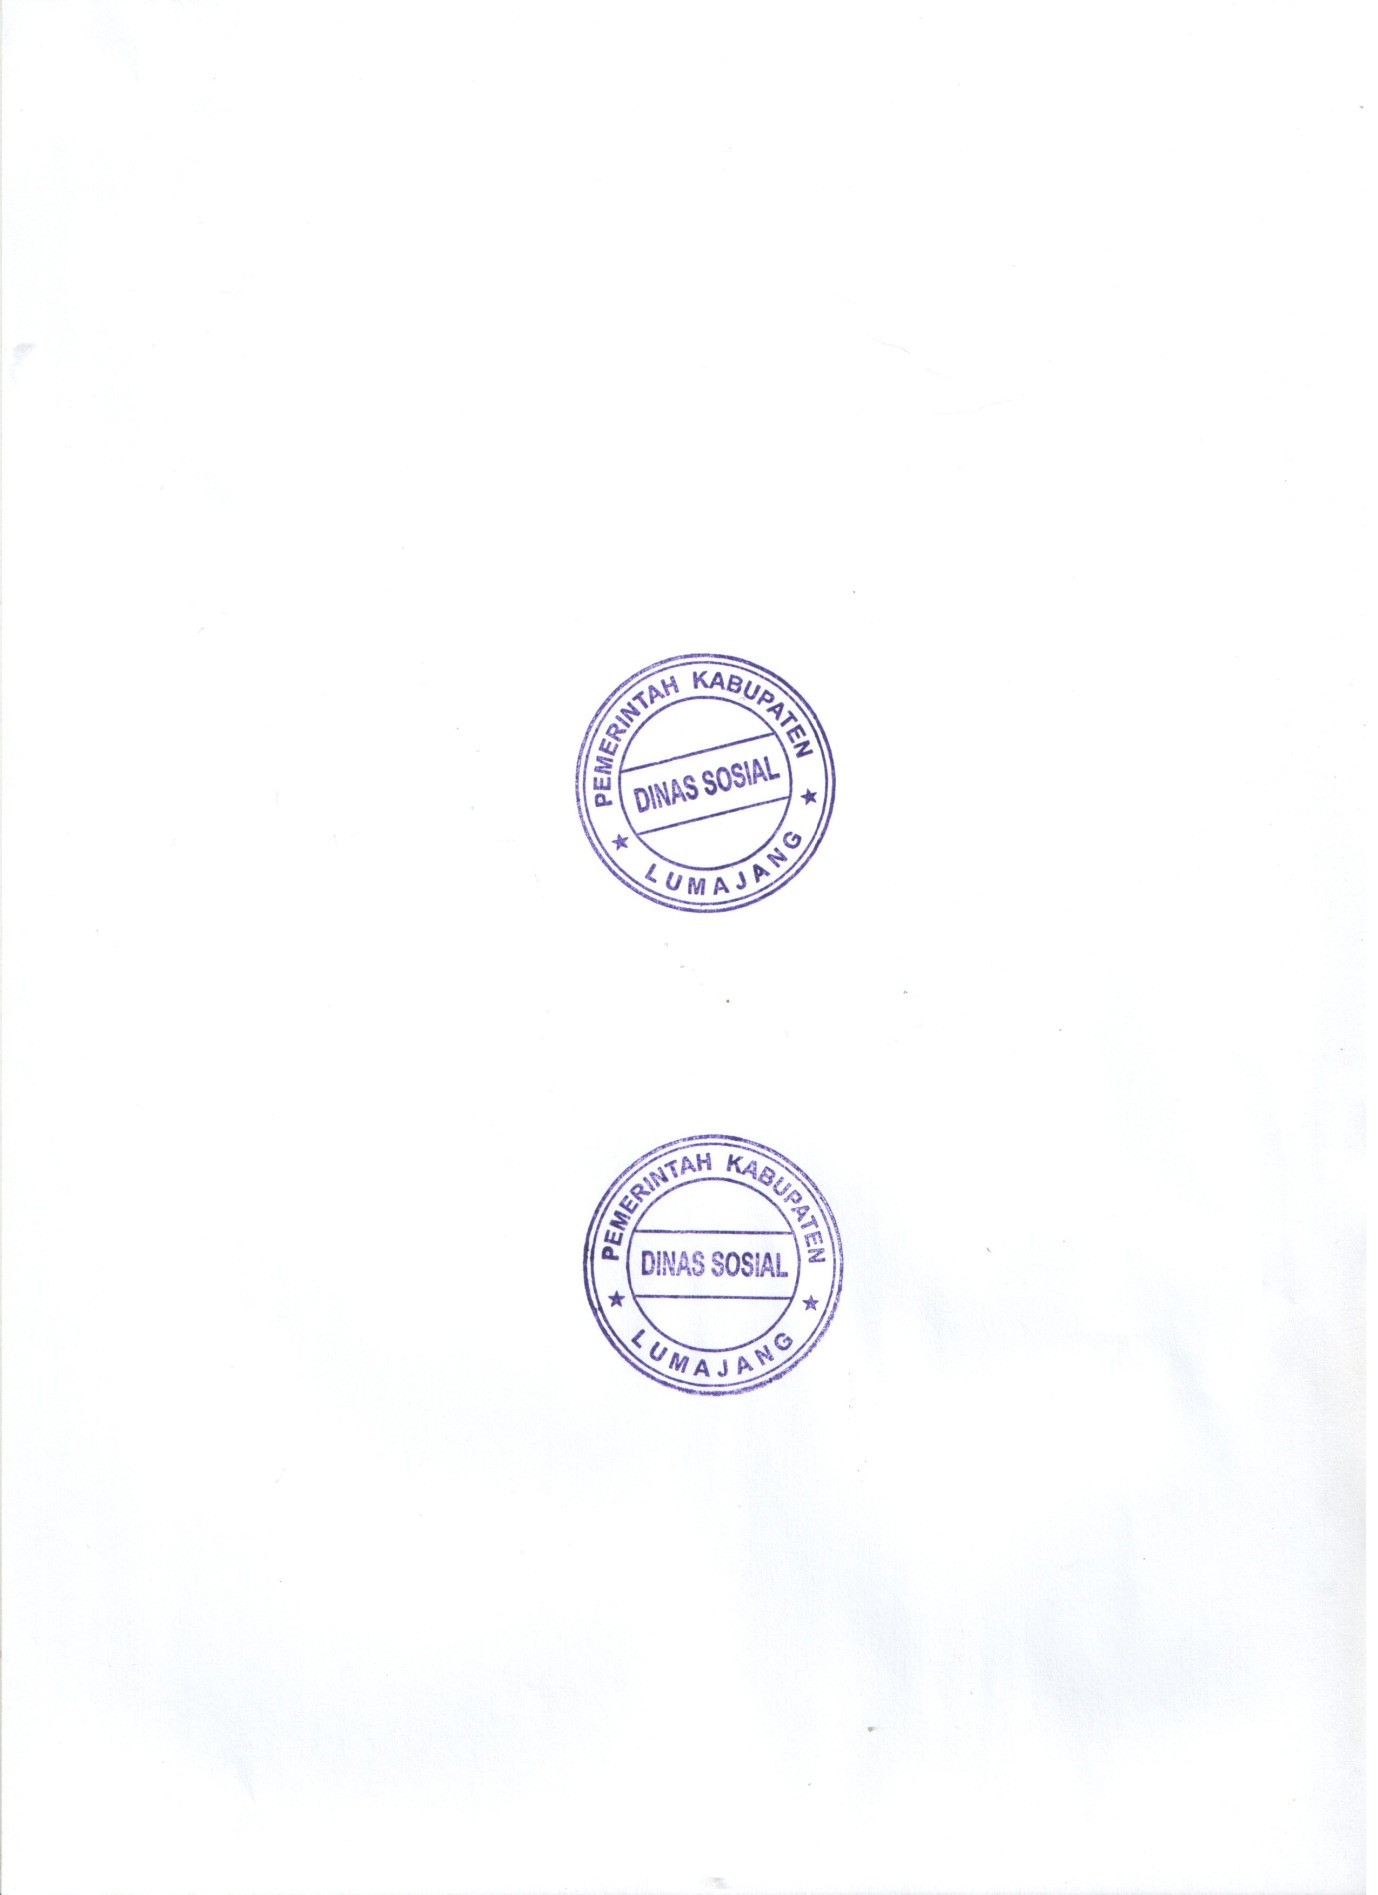 PEMERINTAH KABUPATEN
DINAS SOSIAL
★ LUMAJANG ★
PEMERINTAH KABUPATEN
DINAS SOSIAL
★ LUMAJANG ★